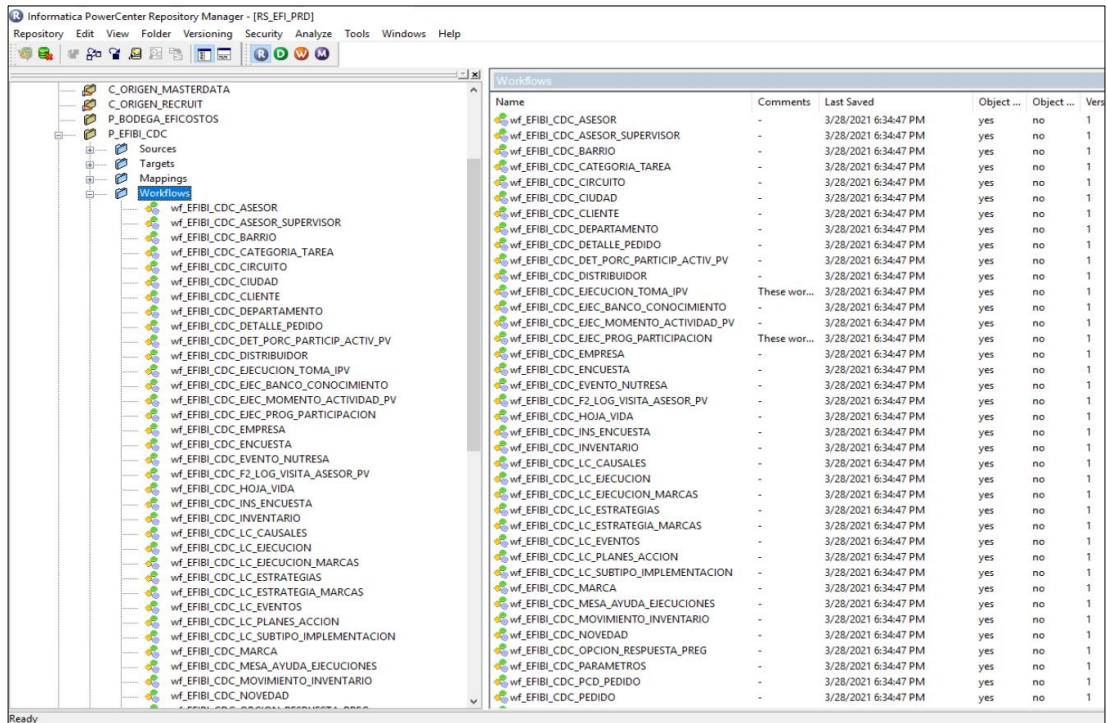 Informatica PowerCenter Repository Manager - [RS_EFI_PRD]
Repository Edit View Folder Versioning Security Analyze Tools Windows Help
R D W M
C_ORIGEN_MASTERDATA
C_ORIGEN_RECRUIT
P_BODEGA_EFICOSTOS
P_EFIBI_CDC
Sources
Targets
Mappings
Workflows
wf_EFIBI_CDC_ASESOR
wf_EFIBI_CDC_ASESOR_SUPERVISOR
wf_EFIBI_CDC_BARRIO
wf_EFIBI_CDC_CATEGORIA_TAREA
wf_EFIBI_CDC_CIRCUITO
wf_EFIBI_CDC_CIUDAD
wf_EFIBI_CDC_CLIENTE
wf_EFIBI_CDC_DEPARTAMENTO
wf_EFIBI_CDC_DETALLE_PEDIDO
wf_EFIBI_CDC_DET_PORC_PARTICIP_ACTIV_PV
wf_EFIBI_CDC_DISTRIBUIDOR
wf_EFIBI_CDC_EJECUCION_TOMA_IPV
wf_EFIBI_CDC_EJEC_BANCO_CONOCIMIENTO
wf_EFIBI_CDC_EJEC_MOMENTO_ACTIVIDAD_PV
wf_EFIBI_CDC_EJEC_PROG_PARTICIPACION
wf_EFIBI_CDC_EMPRESA
wf_EFIBI_CDC_ENCUESTA
wf_EFIBI_CDC_EVENTO_NUTRESA
wf_EFIBI_CDC_F2_LOG_VISITA_ASESOR_PV
wf_EFIBI_CDC_HOJA_VIDA
wf_EFIBI_CDC_INS_ENCUESTA
wf_EFIBI_CDC_INVENTARIO
wf_EFIBI_CDC_LC_CAUSALES
wf_EFIBI_CDC_LC_EJECUCION
wf_EFIBI_CDC_LC_EJECUCION_MARCAS
wf_EFIBI_CDC_LC_ESTRATEGIAS
wf_EFIBI_CDC_LC_ESTRATEGIA_MARCAS
wf_EFIBI_CDC_LC_EVENTOS
wf_EFIBI_CDC_LC_PLANES_ACCION
wf_EFIBI_CDC_LC_SUBTIPO_IMPLEMENTACION
wf_EFIBI_CDC_MARCA
wf_EFIBI_CDC_MESA_AYUDA_EJECUCIONES
wf_EFIBI_CDC_MOVIMIENTO_INVENTARIO
wf_EFIBI_CDC_NOVEDAD
Workflows
Name Comments Last Saved Object ... Object ... Vers
wf_EFIBI_CDC_ASESOR - 3/28/2021 6:34:47 PM yes no 1
wf_EFIBI_CDC_ASESOR_SUPERVISOR - 3/28/2021 6:34:47 PM yes no 1
wf_EFIBI_CDC_BARRIO - 3/28/2021 6:34:47 PM yes no 1
wf_EFIBI_CDC_CATEGORIA_TAREA - 3/28/2021 6:34:47 PM yes no 1
wf_EFIBI_CDC_CIRCUITO - 3/28/2021 6:34:47 PM yes no 1
wf_EFIBI_CDC_CIUDAD - 3/28/2021 6:34:47 PM yes no 1
wf_EFIBI_CDC_CLIENTE - 3/28/2021 6:34:47 PM yes no 1
wf_EFIBI_CDC_DEPARTAMENTO - 3/28/2021 6:34:47 PM yes no 1
wf_EFIBI_CDC_DETALLE_PEDIDO - 3/28/2021 6:34:47 PM yes no 1
wf_EFIBI_CDC_DET_PORC_PARTICIP_ACTIV_PV - 3/28/2021 6:34:47 PM yes no 1
wf_EFIBI_CDC_DISTRIBUIDOR - 3/28/2021 6:34:47 PM yes no 1
wf_EFIBI_CDC_EJECUCION_TOMA_IPV These wor... 3/28/2021 6:34:47 PM yes no 1
wf_EFIBI_CDC_EJEC_BANCO_CONOCIMIENTO - 3/28/2021 6:34:47 PM yes no 1
wf_EFIBI_CDC_EJEC_MOMENTO_ACTIVIDAD_PV - 3/28/2021 6:34:47 PM yes no 1
wf_EFIBI_CDC_EJEC_PROG_PARTICIPACION These wor... 3/28/2021 6:34:47 PM yes no 1
wf_EFIBI_CDC_EMPRESA - 3/28/2021 6:34:47 PM yes no 1
wf_EFIBI_CDC_ENCUESTA - 3/28/2021 6:34:47 PM yes no 1
wf_EFIBI_CDC_EVENTO_NUTRESA - 3/28/2021 6:34:47 PM yes no 1
wf_EFIBI_CDC_F2_LOG_VISITA_ASESOR_PV - 3/28/2021 6:34:47 PM yes no 1
wf_EFIBI_CDC_HOJA_VIDA - 3/28/2021 6:34:47 PM yes no 1
wf_EFIBI_CDC_INS_ENCUESTA - 3/28/2021 6:34:47 PM yes no 1
wf_EFIBI_CDC_INVENTARIO - 3/28/2021 6:34:47 PM yes no 1
wf_EFIBI_CDC_LC_CAUSALES - 3/28/2021 6:34:47 PM yes no 1
wf_EFIBI_CDC_LC_EJECUCION - 3/28/2021 6:34:47 PM yes no 1
wf_EFIBI_CDC_LC_EJECUCION_MARCAS - 3/28/2021 6:34:47 PM yes no 1
wf_EFIBI_CDC_LC_ESTRATEGIAS - 3/28/2021 6:34:47 PM yes no 1
wf_EFIBI_CDC_LC_ESTRATEGIA_MARCAS - 3/28/2021 6:34:47 PM yes no 1
wf_EFIBI_CDC_LC_EVENTOS - 3/28/2021 6:34:47 PM yes no 1
wf_EFIBI_CDC_LC_PLANES_ACCION - 3/28/2021 6:34:47 PM yes no 1
wf_EFIBI_CDC_LC_SUBTIPO_IMPLEMENTACION - 3/28/2021 6:34:47 PM yes no 1
wf_EFIBI_CDC_MARCA - 3/28/2021 6:34:47 PM yes no 1
wf_EFIBI_CDC_MESA_AYUDA_EJECUCIONES - 3/28/2021 6:34:47 PM yes no 1
wf_EFIBI_CDC_MOVIMIENTO_INVENTARIO - 3/28/2021 6:34:47 PM yes no 1
wf_EFIBI_CDC_NOVEDAD - 3/28/2021 6:34:47 PM yes no 1
wf_EFIBI_CDC_OPCION_RESPUESTA_PREG - 3/28/2021 6:34:47 PM yes no 1
wf_EFIBI_CDC_PARAMETROS - 3/28/2021 6:34:47 PM yes no 1
wf_EFIBI_CDC_PCD_PEDIDO - 3/28/2021 6:34:47 PM yes no 1
wf_EFIBI_CDC_PEDIDO - 3/28/2021 6:34:47 PM yes no 1
Ready